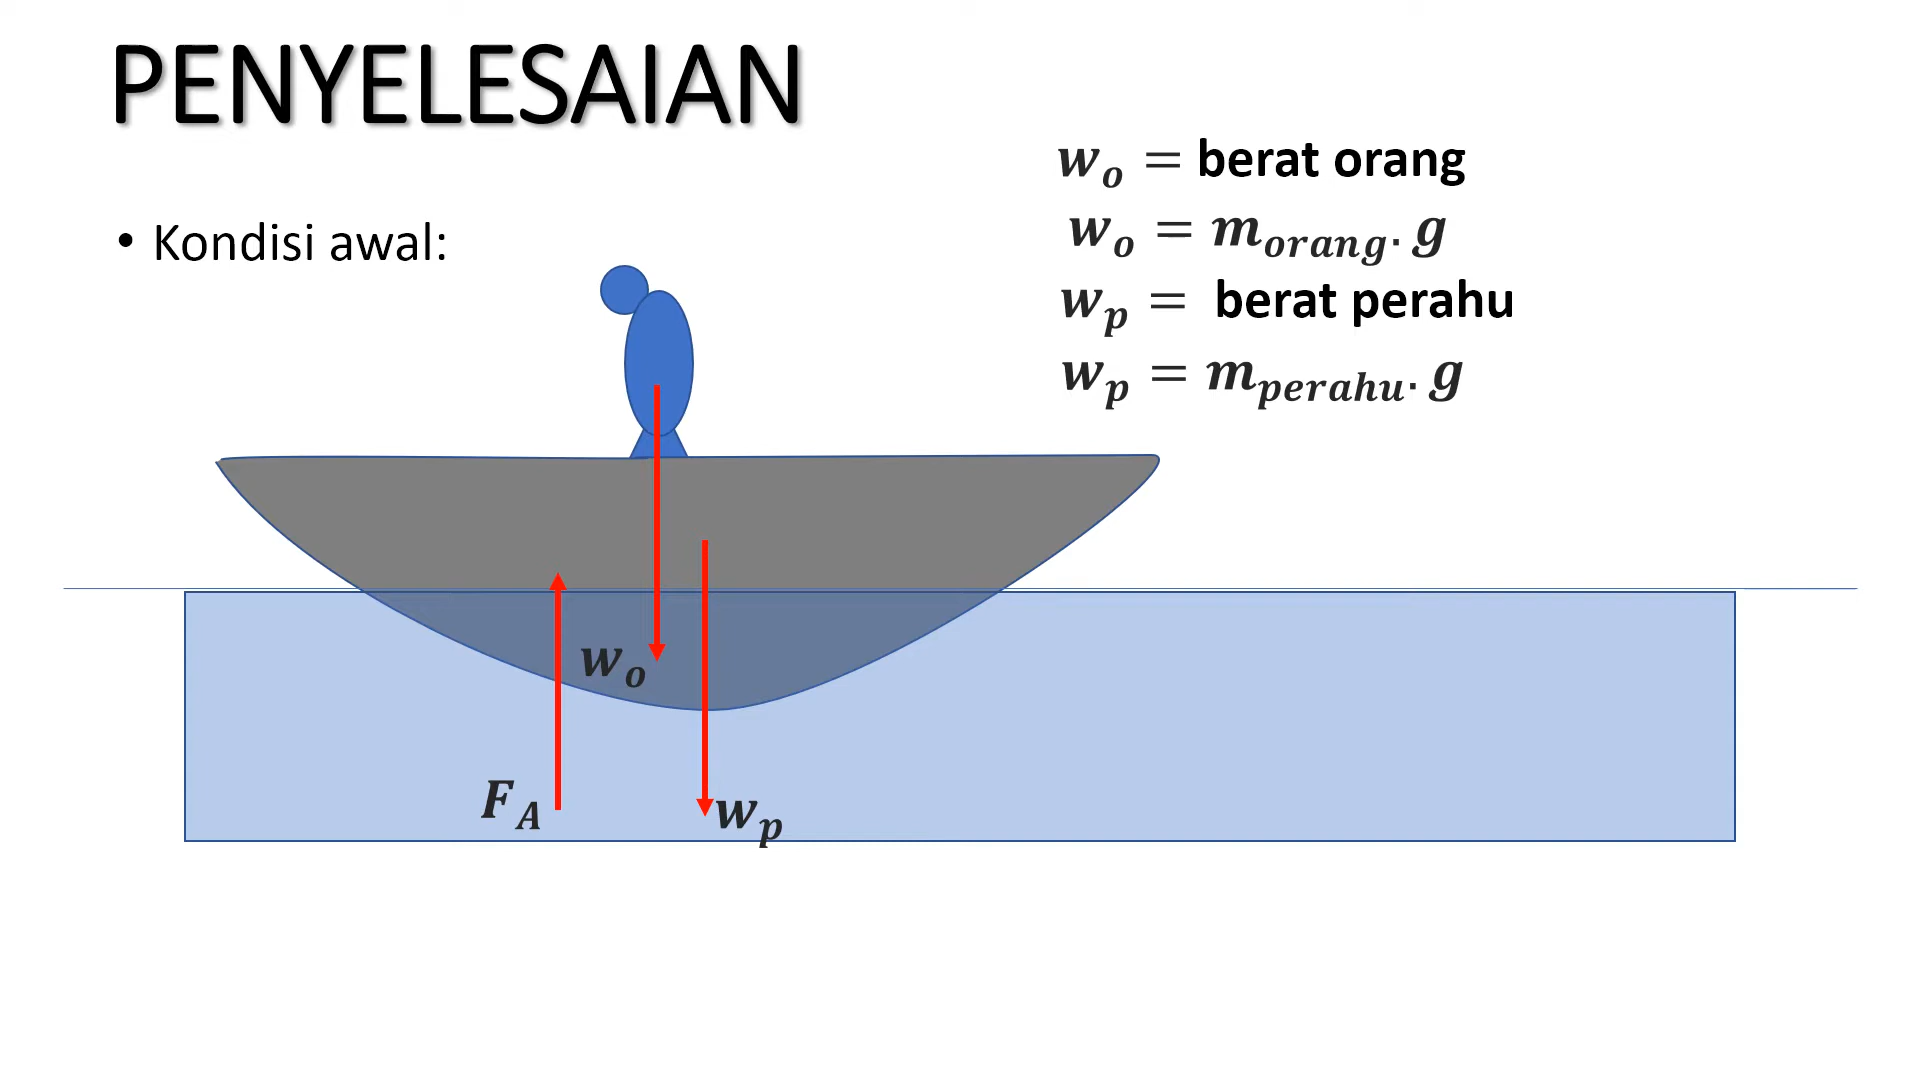 PENYELESAIAN
• Kondisi awal:
w_o = berat orang
w_o = m_orang. g
w_p = berat perahu
w_p = m_perahu. g
w_o
F_A
w_p